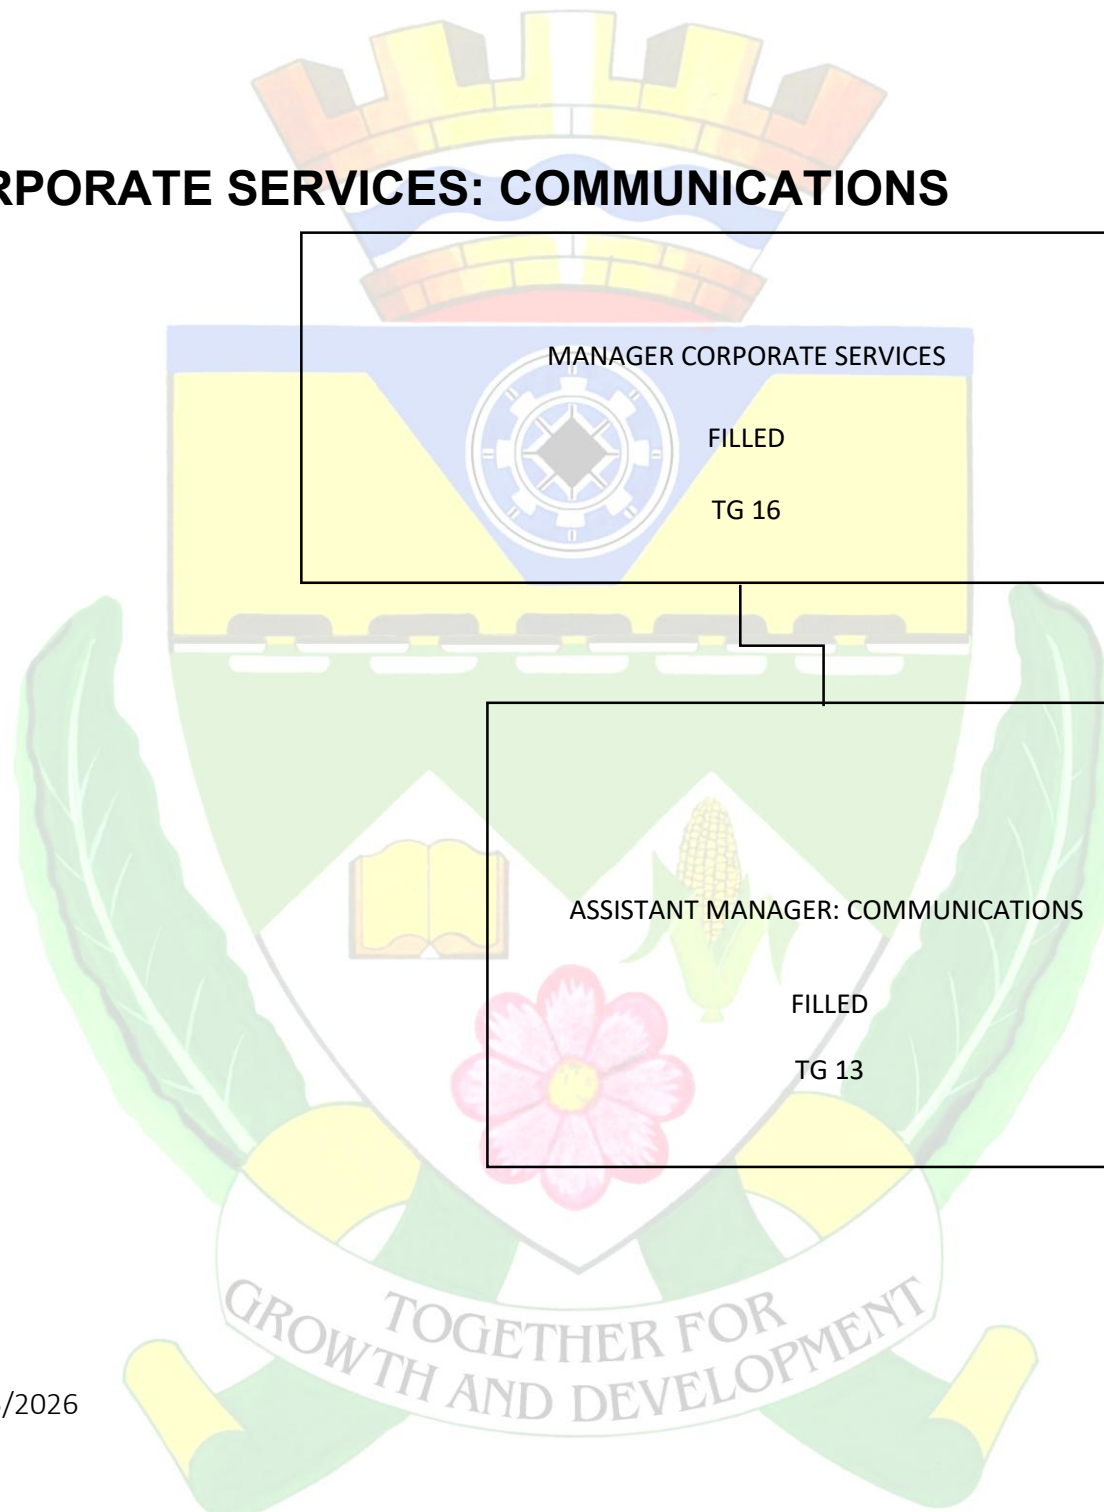 RPORATE SERVICES: COMMUNICATIONS
MANAGER CORPORATE SERVICES
FILLED
TG 16
ASSISTANT MANAGER: COMMUNICATIONS
FILLED
TG 13
TOGETHER FOR
GROWTH AND DEVELOPMENT
/2026